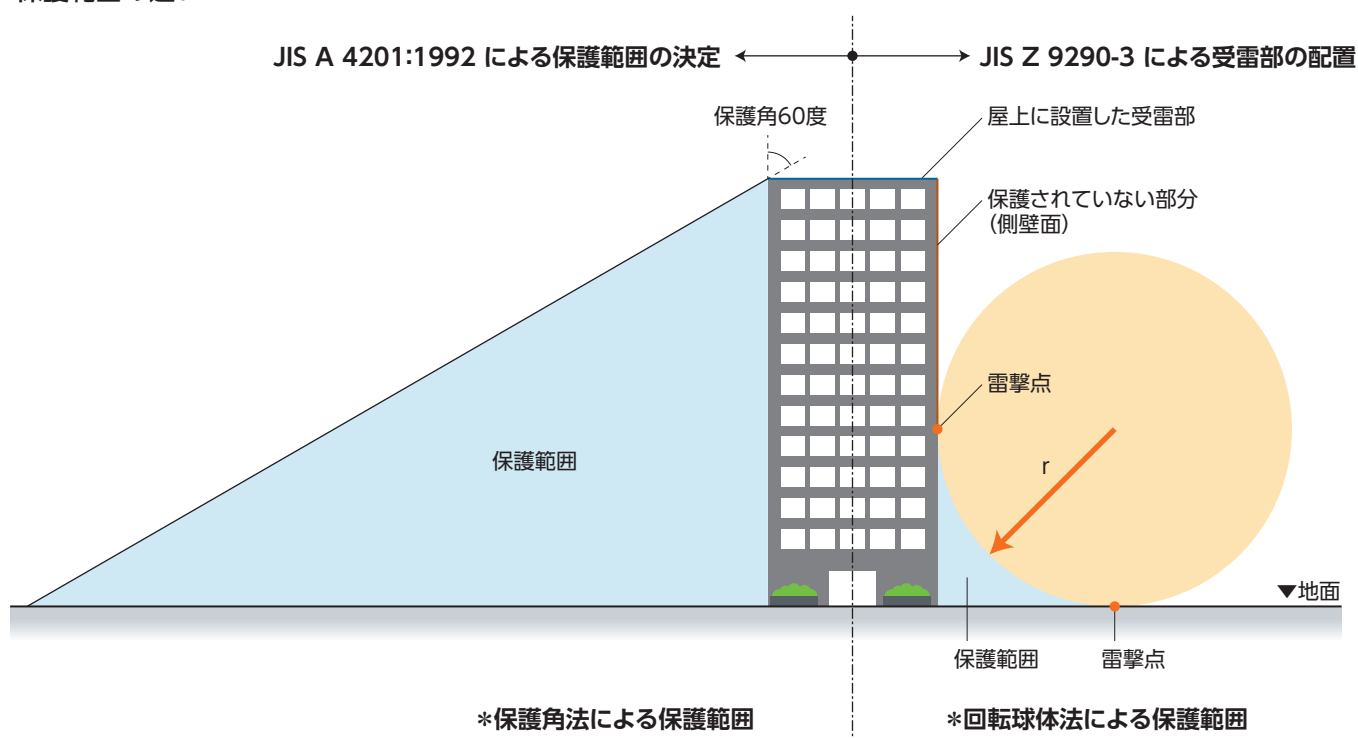 JIS A 4201:1992 による保護範囲の決定
JIS Z 9290-3 による受雷部の配置
保護角60度
屋上に設置した受雷部
保護されていない部分
（側壁面）
雷撃点
r
保護範囲
▼地面
保護範囲
雷撃点
*保護角法による保護範囲
*回転球体法による保護範囲